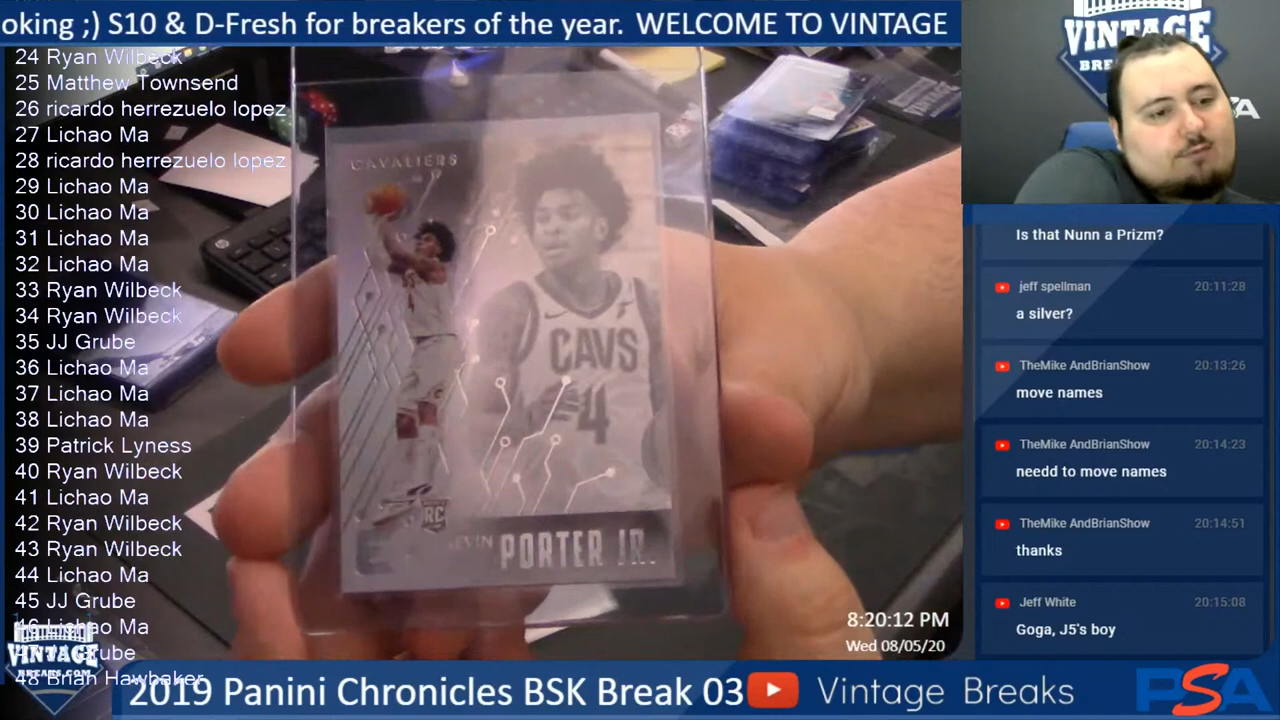 oking ;) S10 & D-Fresh for breakers of the year. WELCOME TO VINTAGE
24 Ryan Wilbeck
25 Matthew Townsend
26 ricardo herrezuelo lopez
27 Lichao Ma
28 ricardo herrezuelo lopez
29 Lichao Ma
30 Lichao Ma
31 Lichao Ma
32 Lichao Ma
33 Ryan Wilbeck
34 Ryan Wilbeck
35 JJ Grube
36 Lichao Ma
37 Lichao Ma
38 Lichao Ma
39 Patrick Lyness
40 Ryan Wilbeck
41 Lichao Ma
42 Ryan Wilbeck
43 Ryan Wilbeck
44 Lichao Ma
45 JJ Grube
Ma
Grube
48 Brian Hawbaker
VINTAGE
BREAKS.COM
CAVALIERS
CAVS
4
RC
PORTER JR.
VINTAGE
BRE
SA
Is that Nunn a Prizm?
jeff spellman 20:11:28
a silver?
TheMike AndBrianShow 20:13:26
move names
TheMike AndBrianShow 20:14:23
needd to move names
TheMike AndBrianShow 20:14:51
thanks
Jeff White 20:15:08
Goga, J5's boy
8:20:12 PM
Wed 08/05/20
2019 Panini Chronicles BSK Break 03
Vintage Breaks
PSA